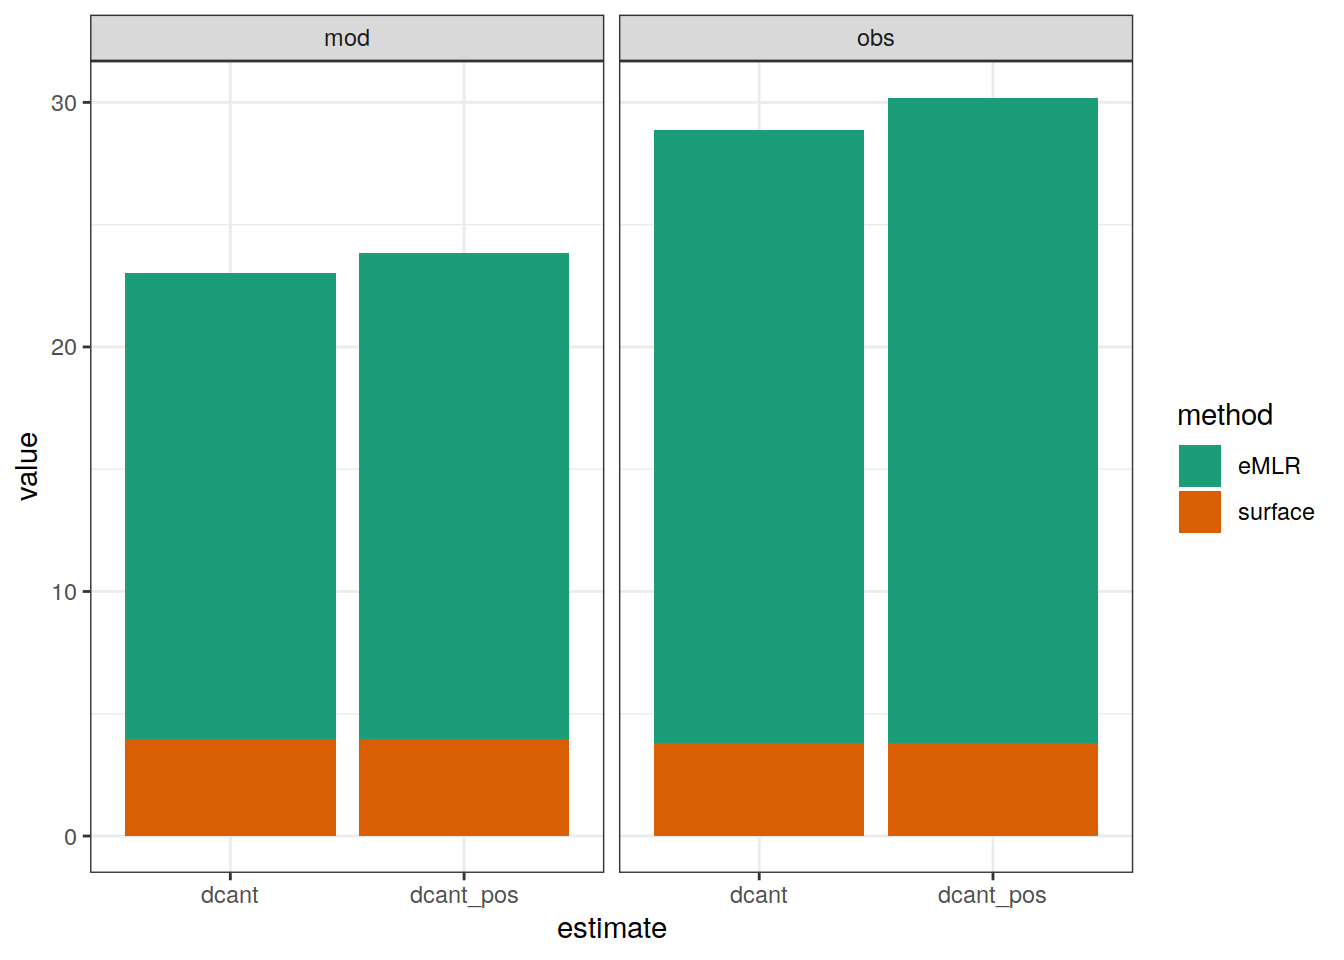 mod
obs
30
20
10
0
value
dcant
dcant_pos
dcant
dcant_pos
estimate
method
eMLR
surface